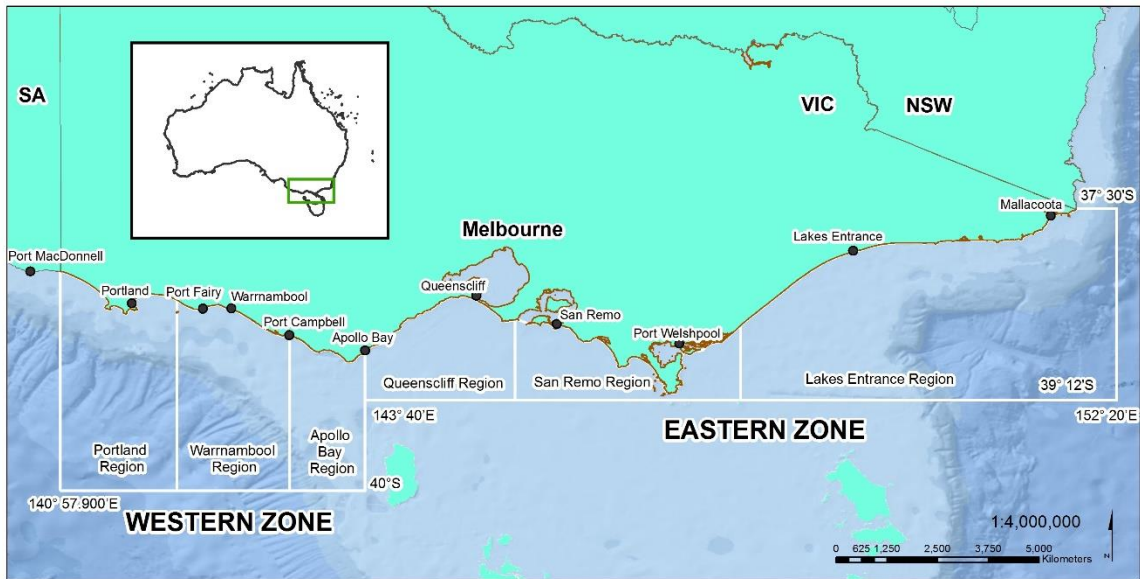 SA
VIC
NSW
37° 30'S
Mallacoota
Melbourne
Lakes Entrance
Port MacDonnell
Queenscliff
Portland
Port Fairy
Warrnambool
San Remo
Port Campbell
Port Welshpool
Apollo Bay
Queenscliff Region
San Remo Region
Lakes Entrance Region
39° 12'S
143° 40'E
152° 20'E
EASTERN ZONE
Portland
Region
Warrnambool
Region
Apollo
Bay
Region
40°S
140° 57.900'E
WESTERN ZONE
1:4,000,000
0 625 1,250 2,500 3,750 5,000
Kilometers
N